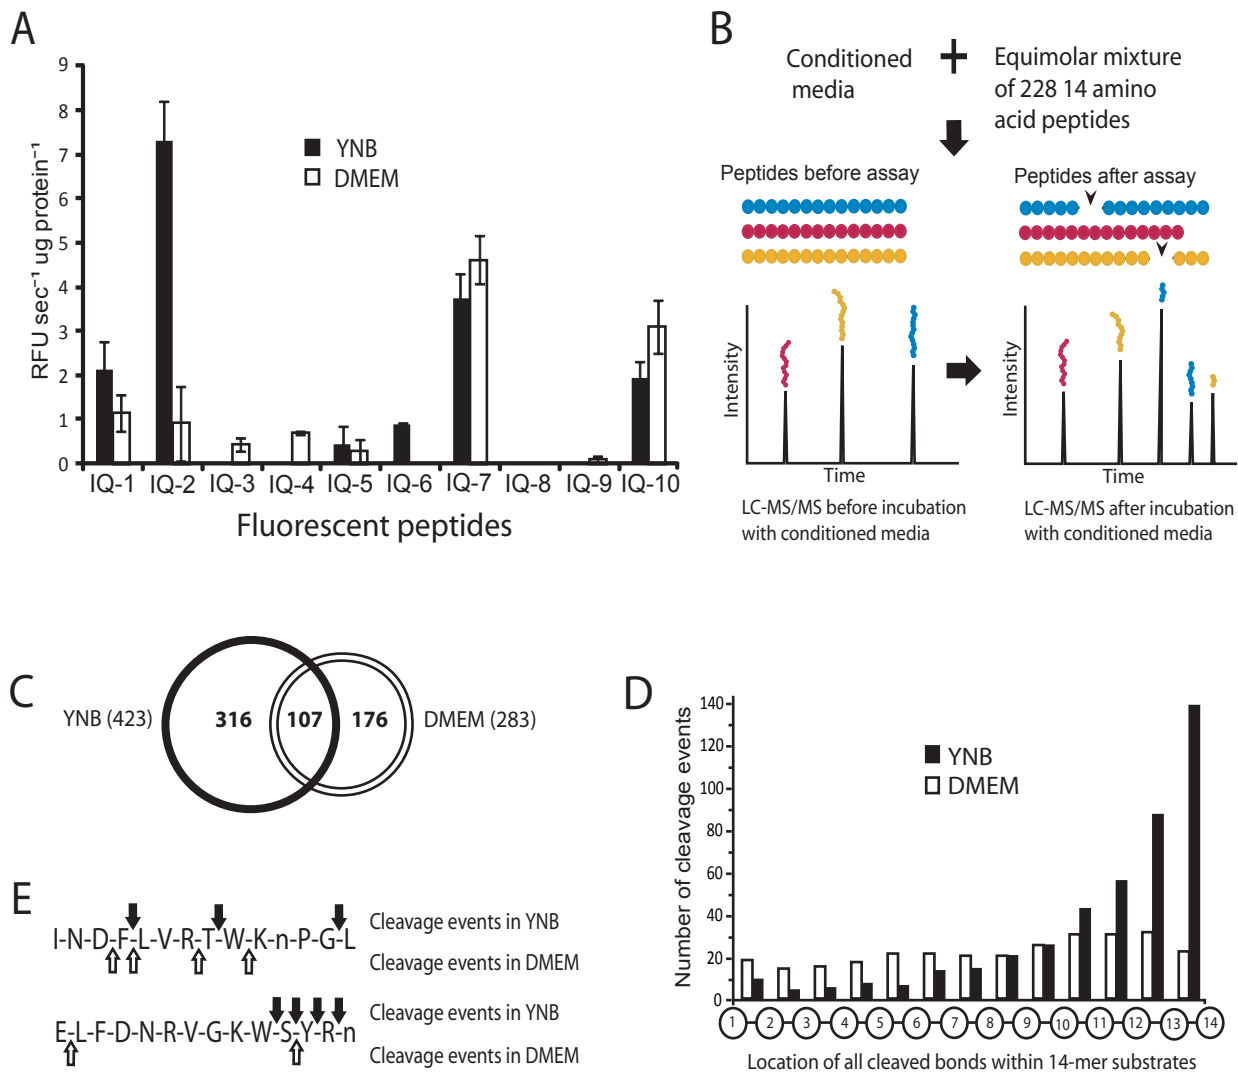 A
9
8
7
6
5
4
3
2
1
0
RFU sec⁻¹ ug protein⁻¹
YNB
DMEM
IQ-1 IQ-2 IQ-3 IQ-4 IQ-5 IQ-6 IQ-7 IQ-8 IQ-9 IQ-10
Fluorescent peptides
B
Conditioned
media
+
Equimolar mixture
of 228 14 amino
acid peptides
Peptides before assay
Peptides after assay
Intensity
Time
Intensity
Time
LC-MS/MS before incubation
with conditioned media
LC-MS/MS after incubation
with conditioned media
C
YNB (423)
316
107
176
DMEM (283)
D
140
120
100
80
60
40
20
0
Number of cleavage events
YNB
DMEM
1 2 3 4 5 6 7 8 9 10 11 12 13 14
Location of all cleaved bonds within 14-mer substrates
E
I-N-D-F-L-V-R-T-W-K-n-P-G-L
Cleavage events in YNB
Cleavage events in DMEM
E-L-F-D-N-R-V-G-K-W-S-Y-R-n
Cleavage events in YNB
Cleavage events in DMEM